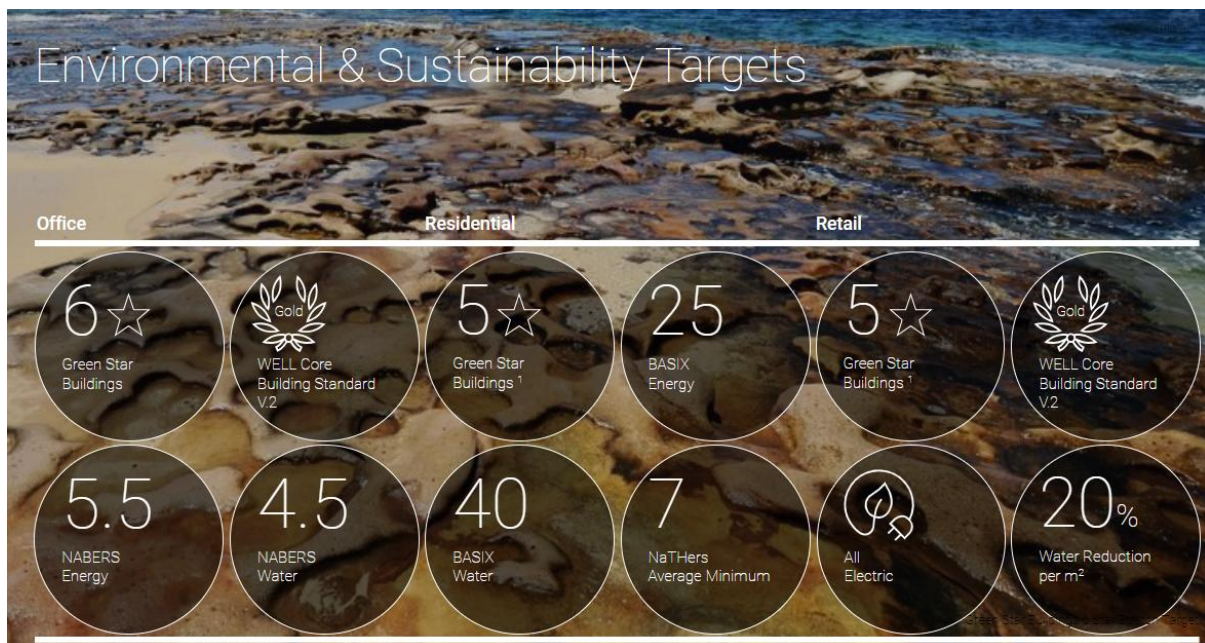 Environmental & Sustainability Targets
Office
Residential
Retail
6
Green Star
Buildings
Gold
WELL Core
Building Standard
V.2
5
Green Star
Buildings ¹
25
BASIX
Energy
5
Green Star
Buildings ¹
Gold
WELL Core
Building Standard
V.2
5.5
NABERS
Energy
4.5
NABERS
Water
40
BASIX
Water
7
NaTHers
Average Minimum
All
Electric
20%
Water Reduction
per m²